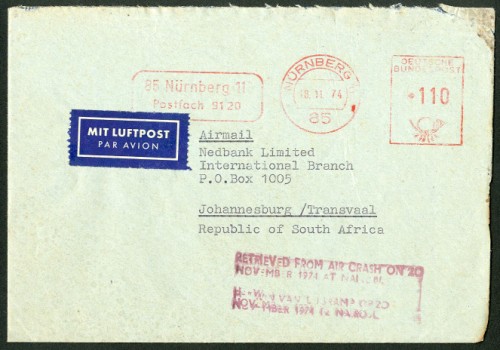 85 Nürnberg 11
Postfach 9120
NÜRNBERG
18.11.74
85
DEUTSCHE
BUNDESPOST
110
MIT LUFTPOST
PAR AVION
Airmail
Nedbank Limited
International Branch
P.O.Box 1005
Johannesburg /Transvaal
Republic of South Africa
RETRIEVED FROM AIR CRASH ON 20
NOVEMBER 1974 AT
NOVEMBER 1974